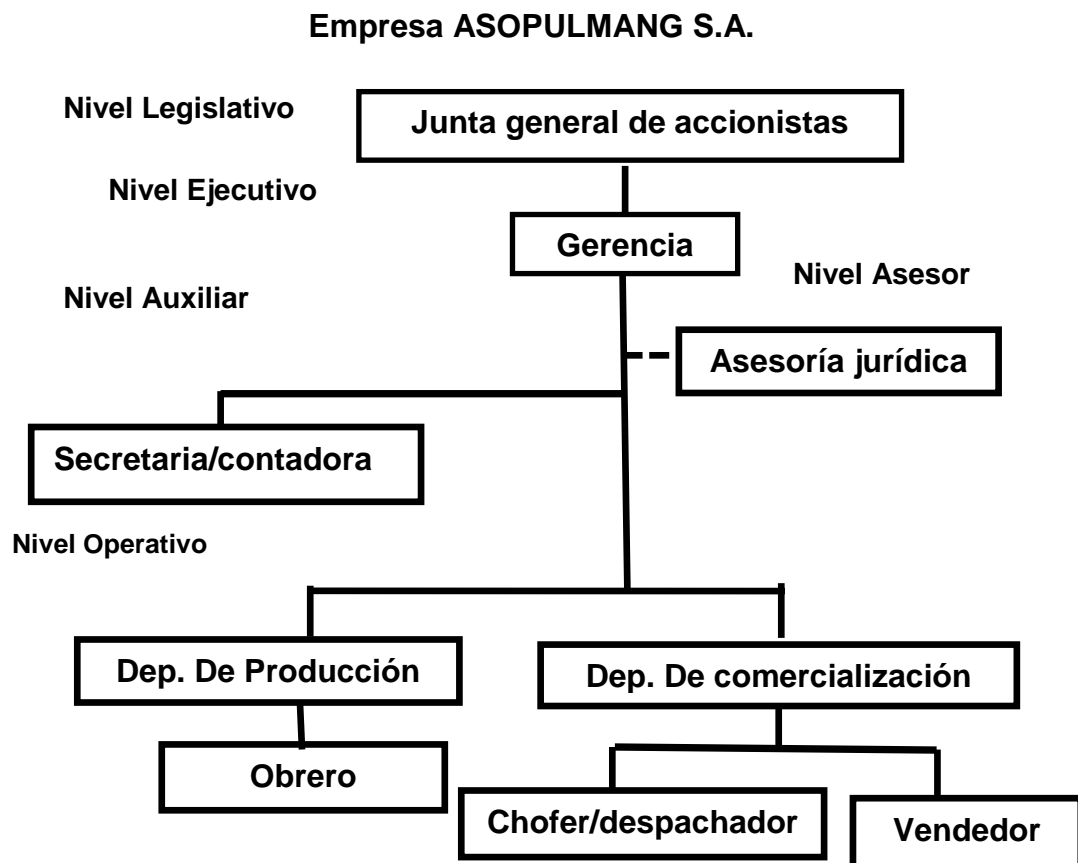 Empresa ASOPULMANG S.A.
Nivel Legislativo
Junta general de accionistas
Nivel Ejecutivo
Gerencia
Nivel Asesor
Nivel Auxiliar
Asesoría jurídica
Secretaria/contadora
Nivel Operativo
Dep. De Producción
Dep. De comercialización
Obrero
Chofer/despachador
Vendedor